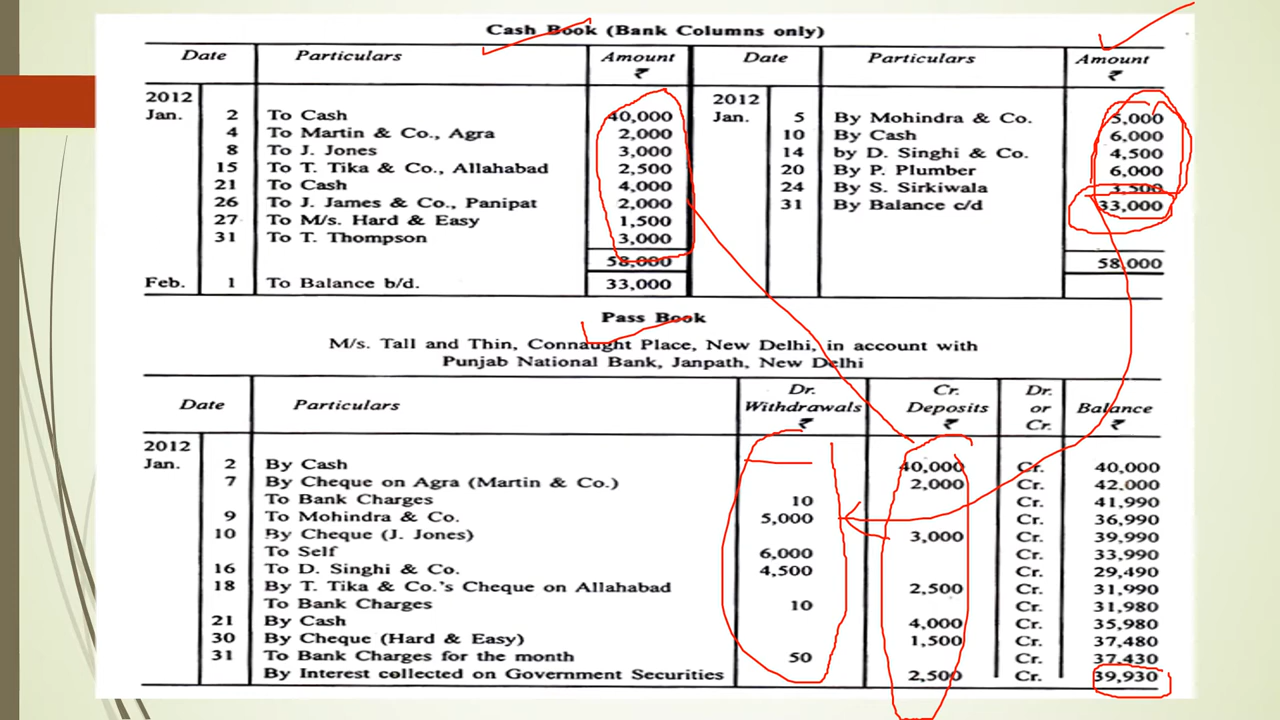 Cash Book (Bank Columns only)
Date Particulars Amount ₹ Date Particulars Amount ₹
2012 2012
Jan. 2 To Cash 40,000 Jan. 5 By Mohindra & Co. 5,000
4 To Martin & Co., Agra 2,000 10 By Cash 6,000
8 To J. Jones 3,000 14 by D. Singhi & Co. 4,500
15 To T. Tika & Co., Allahabad 2,500 20 By P. Plumber 6,000
21 To Cash 4,000 24 By S. Sirkiwala 3,500
26 To J. James & Co., Panipat 2,000 31 By Balance c/d 33,000
27 To M/s. Hard & Easy 1,500
31 To T. Thompson 3,000
58,000 58,000
Feb. 1 To Balance b/d. 33,000
Pass Book
M/s. Tall and Thin, Connaught Place, New Delhi, in account with
Punjab National Bank, Janpath, New Delhi
Date Particulars Dr. Withdrawals ₹ Cr. Deposits ₹ Dr. or Cr. Balance ₹
2012
Jan. 2 By Cash 40,000 Cr. 40,000
7 By Cheque on Agra (Martin & Co.) 2,000 Cr. 42,000
To Bank Charges 10 Cr. 41,990
9 To Mohindra & Co. 5,000 Cr. 36,990
10 By Cheque (J. Jones) 3,000 Cr. 39,990
To Self 6,000 Cr. 33,990
16 To D. Singhi & Co. 4,500 Cr. 29,490
18 By T. Tika & Co.'s Cheque on Allahabad 2,500 Cr. 31,990
To Bank Charges 10 Cr. 31,980
21 By Cash 4,000 Cr. 35,980
30 By Cheque (Hard & Easy) 1,500 Cr. 37,480
31 To Bank Charges for the month 50 Cr. 37,430
By Interest collected on Government Securities 2,500 Cr. 39,930